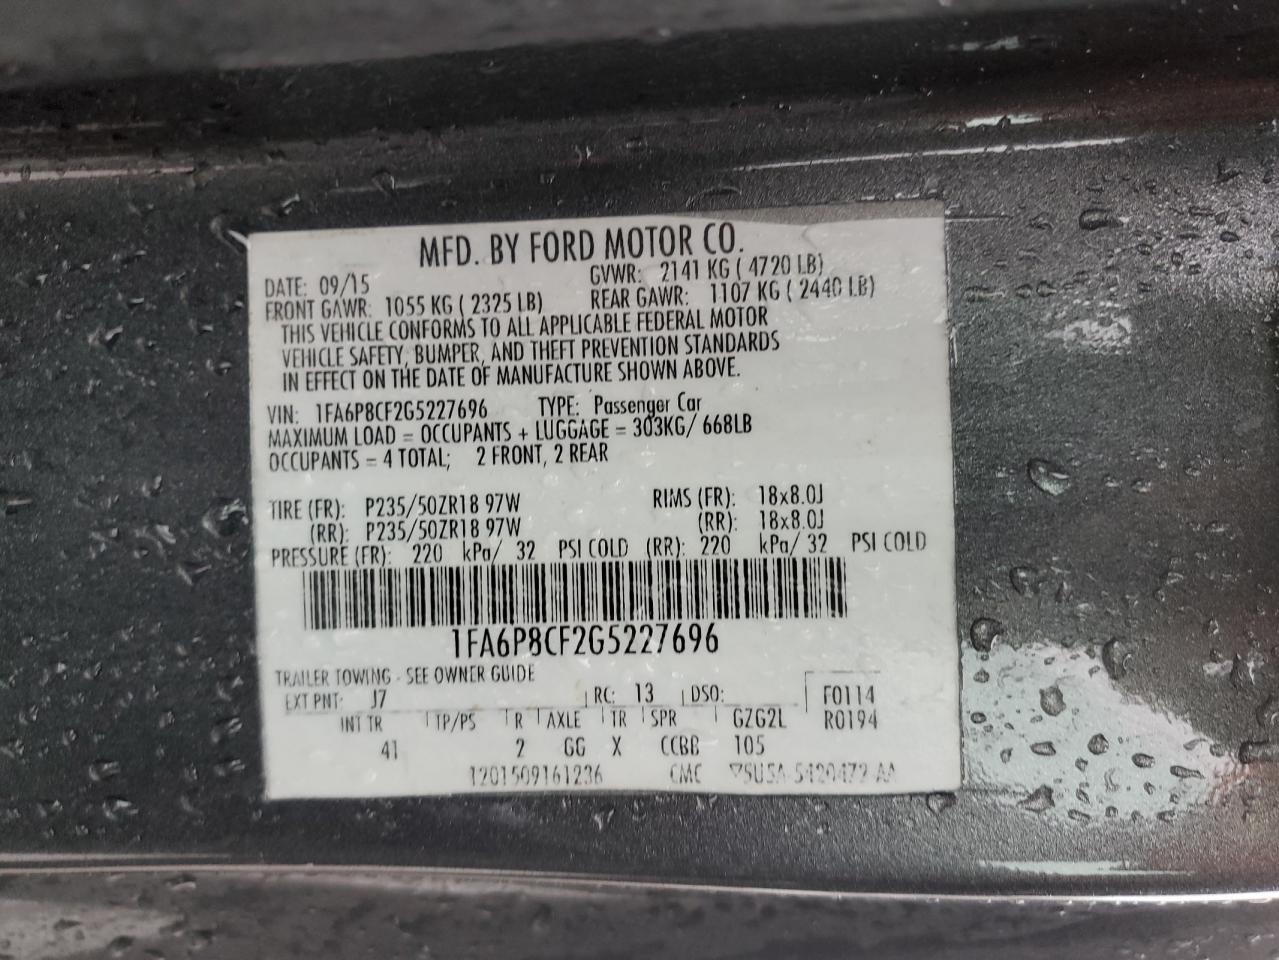 MFD. BY FORD MOTOR CO.
DATE: 09/15 GVWR: 2141 KG ( 4720 LB)
FRONT GAWR: 1055 KG ( 2325 LB) REAR GAWR: 1107 KG ( 2440 LB)
THIS VEHICLE CONFORMS TO ALL APPLICABLE FEDERAL MOTOR
VEHICLE SAFETY, BUMPER, AND THEFT PREVENTION STANDARDS
IN EFFECT ON THE DATE OF MANUFACTURE SHOWN ABOVE.
VIN: 1FA6P8CF2G5227696 TYPE: Passenger Car
MAXIMUM LOAD = OCCUPANTS + LUGGAGE = 303KG/ 668LB
OCCUPANTS = 4 TOTAL; 2 FRONT, 2 REAR
TIRE (FR): P235/50ZR18 97W RIMS (FR): 18x8.0J
(RR): P235/50ZR18 97W (RR): 18x8.0J
PRESSURE (FR): 220 kPa/ 32 PSI COLD (RR): 220 kPa/ 32 PSI COLD
1FA6P8CF2G5227696
TRAILER TOWING - SEE OWNER GUIDE
EXT PNT: J7 RC: 13 DSO: F0114
INT TR TP/PS R AXLE TR SPR GZG2L R0194
41 2 GG X CCBB 105
1201509161236 CMC